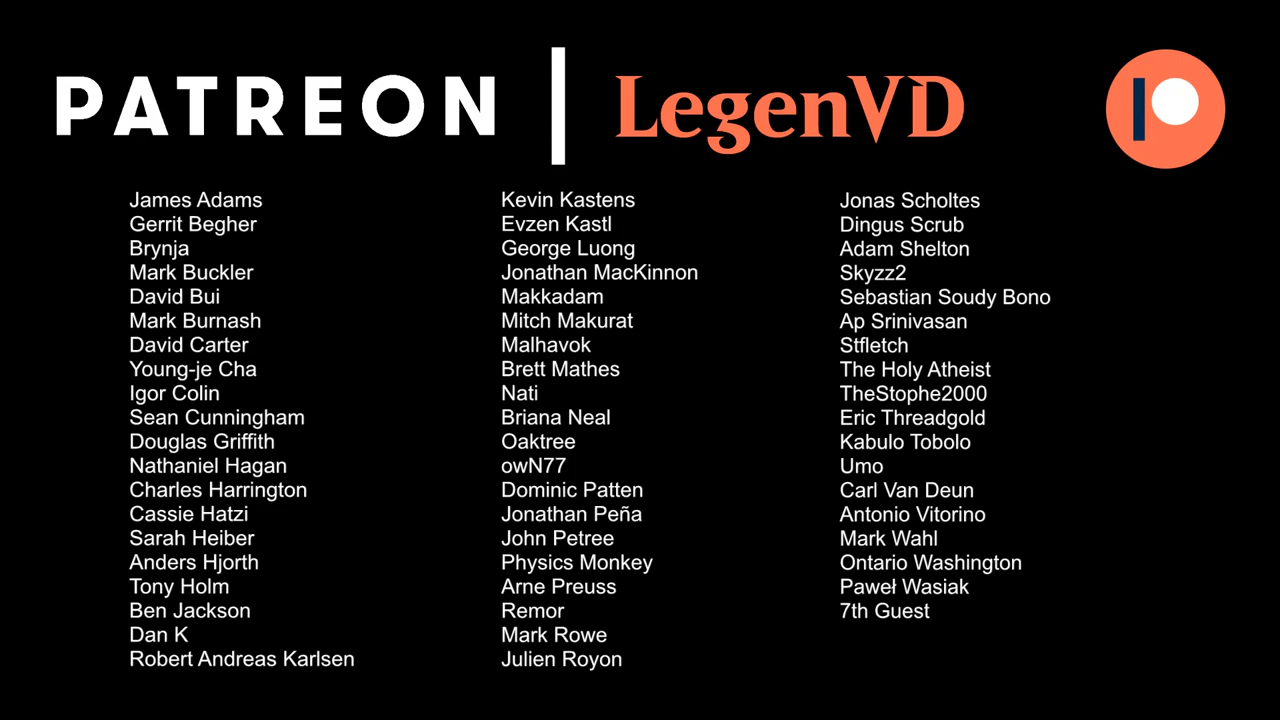 PATREON | LegenVD
James Adams
Gerrit Begher
Brynja
Mark Buckler
David Bui
Mark Burnash
David Carter
Young-je Cha
Igor Colin
Sean Cunningham
Douglas Griffith
Nathaniel Hagan
Charles Harrington
Cassie Hatzi
Sarah Heiber
Anders Hjorth
Tony Holm
Ben Jackson
Dan K
Robert Andreas Karlsen
Kevin Kastens
Evzen Kastl
George Luong
Jonathan MacKinnon
Makkadam
Mitch Makurat
Malhavok
Brett Mathes
Nati
Briana Neal
Oaktree
owN77
Dominic Patten
Jonathan Peña
John Petree
Physics Monkey
Arne Preuss
Remor
Mark Rowe
Julien Royon
Jonas Scholtes
Dingus Scrub
Adam Shelton
Skyzz2
Sebastian Soudy Bono
Ap Srinivasan
Stfletch
The Holy Atheist
TheStophe2000
Eric Threadgold
Kabulo Tobolo
Umo
Carl Van Deun
Antonio Vitorino
Mark Wahl
Ontario Washington
Paweł Wasiak
7th Guest